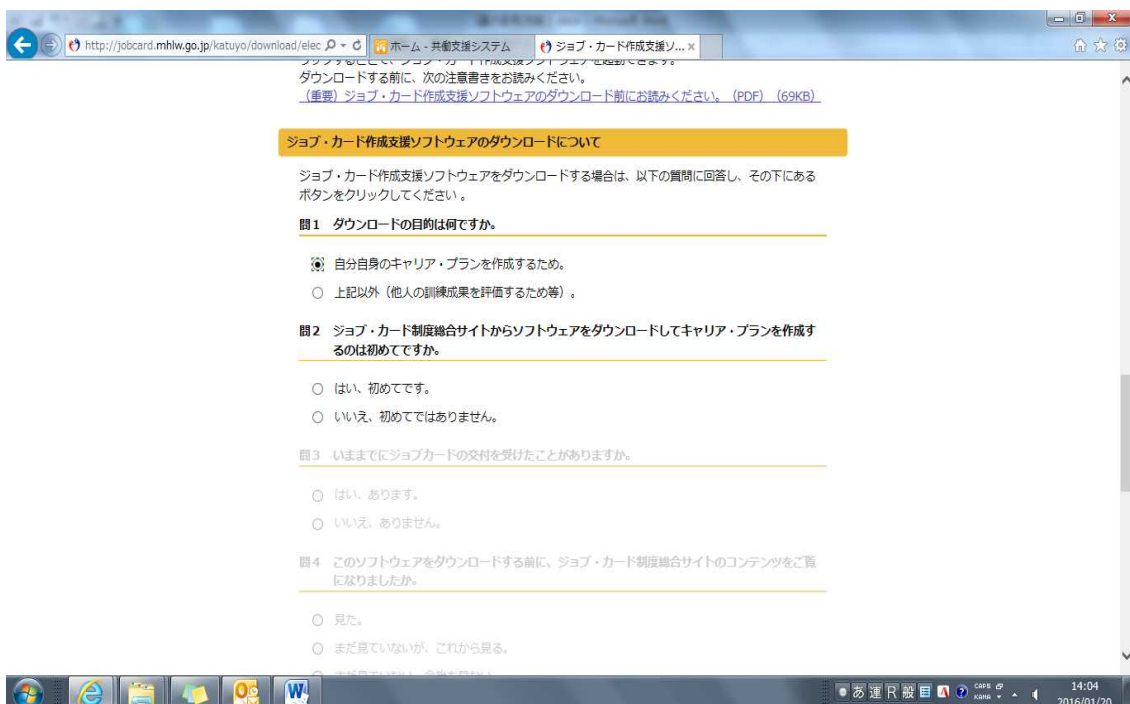 http://jobcard.mhlw.go.jp/katuyo/download/elec
ホーム - 共働支援システム
ジョブ・カード作成支援ソ...
ダウンロードする前に、次の注意書きをお読みください。
（重要）ジョブ・カード作成支援ソフトウェアのダウンロード前にお読みください。（PDF）（69KB）
ジョブ・カード作成支援ソフトウェアのダウンロードについて
ジョブ・カード作成支援ソフトウェアをダウンロードする場合は、以下の質問に回答し、その下にある
ボタンをクリックしてください。
問1 ダウンロードの目的は何ですか。
自分自身のキャリア・プランを作成するため。
上記以外（他人の訓練成果を評価するため等）。
問2 ジョブ・カード制度総合サイトからソフトウェアをダウンロードしてキャリア・プランを作成す
るのは初めてですか。
はい、初めてです。
いいえ、初めてではありません。
問3 いままでにジョブカードの交付を受けたことがありますか。
はい、あります。
いいえ、ありません。
問4 このソフトウェアをダウンロードする前に、ジョブ・カード制度総合サイトのコンテンツをご覧
になりましたか。
見た。
まだ見ていないが、これから見る。
あ 連 R 般
CAPS
KANA
14:04
2016/01/20